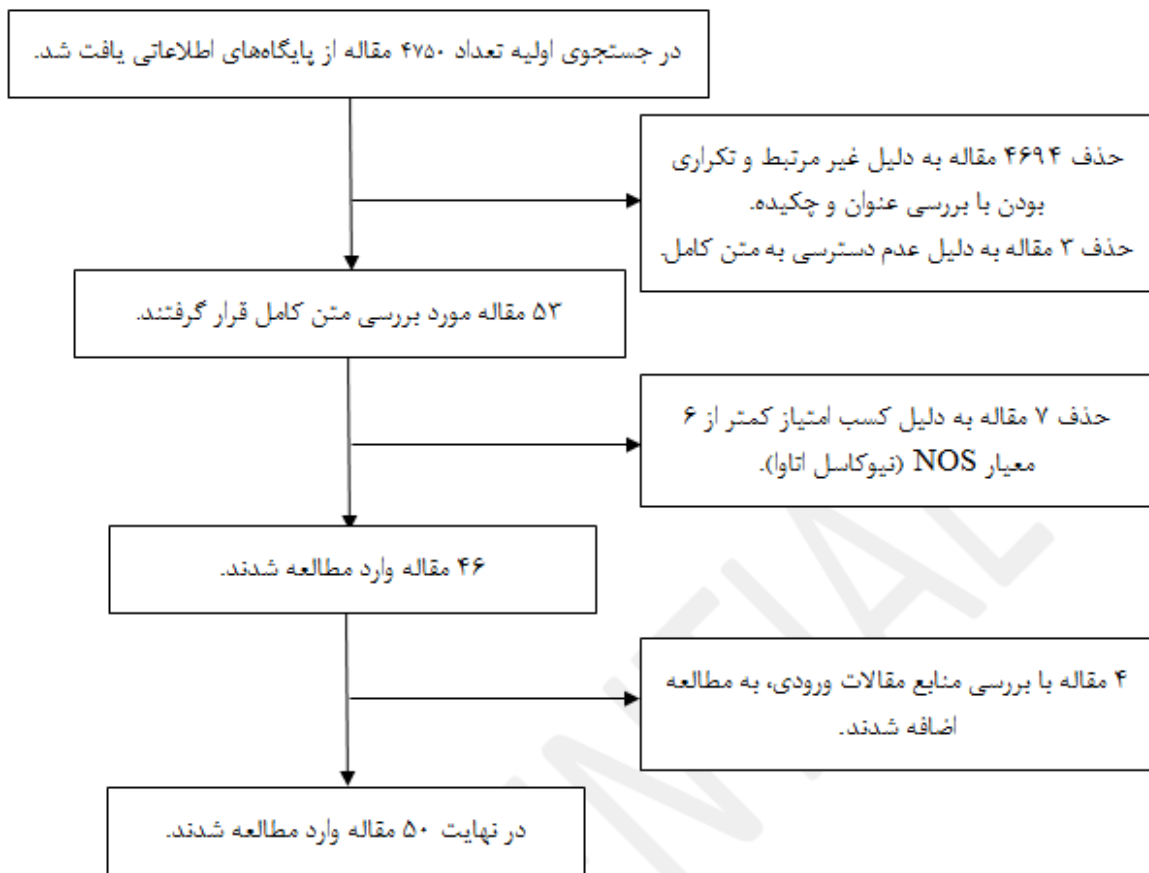 در جستجوی اولیه تعداد ۴۷۵۰ مقاله از پایگاه‌های اطلاعاتی یافت شد.
حذف ۴۶۹۴ مقاله به دلیل غیر مرتبط و تکراری
بودن با بررسی عنوان و چکیده.
حذف ۳ مقاله به دلیل عدم دسترسی به متن کامل.
۵۳ مقاله مورد بررسی متن کامل قرار گرفتند.
حذف ۷ مقاله به دلیل کسب امتیاز کمتر از ۶
معیار NOS (نیوکاسل اتاوا).
۴۶ مقاله وارد مطالعه شدند.
۴ مقاله با بررسی منابع مقالات ورودی، به مطالعه
اضافه شدند.
در نهایت ۵۰ مقاله وارد مطالعه شدند.